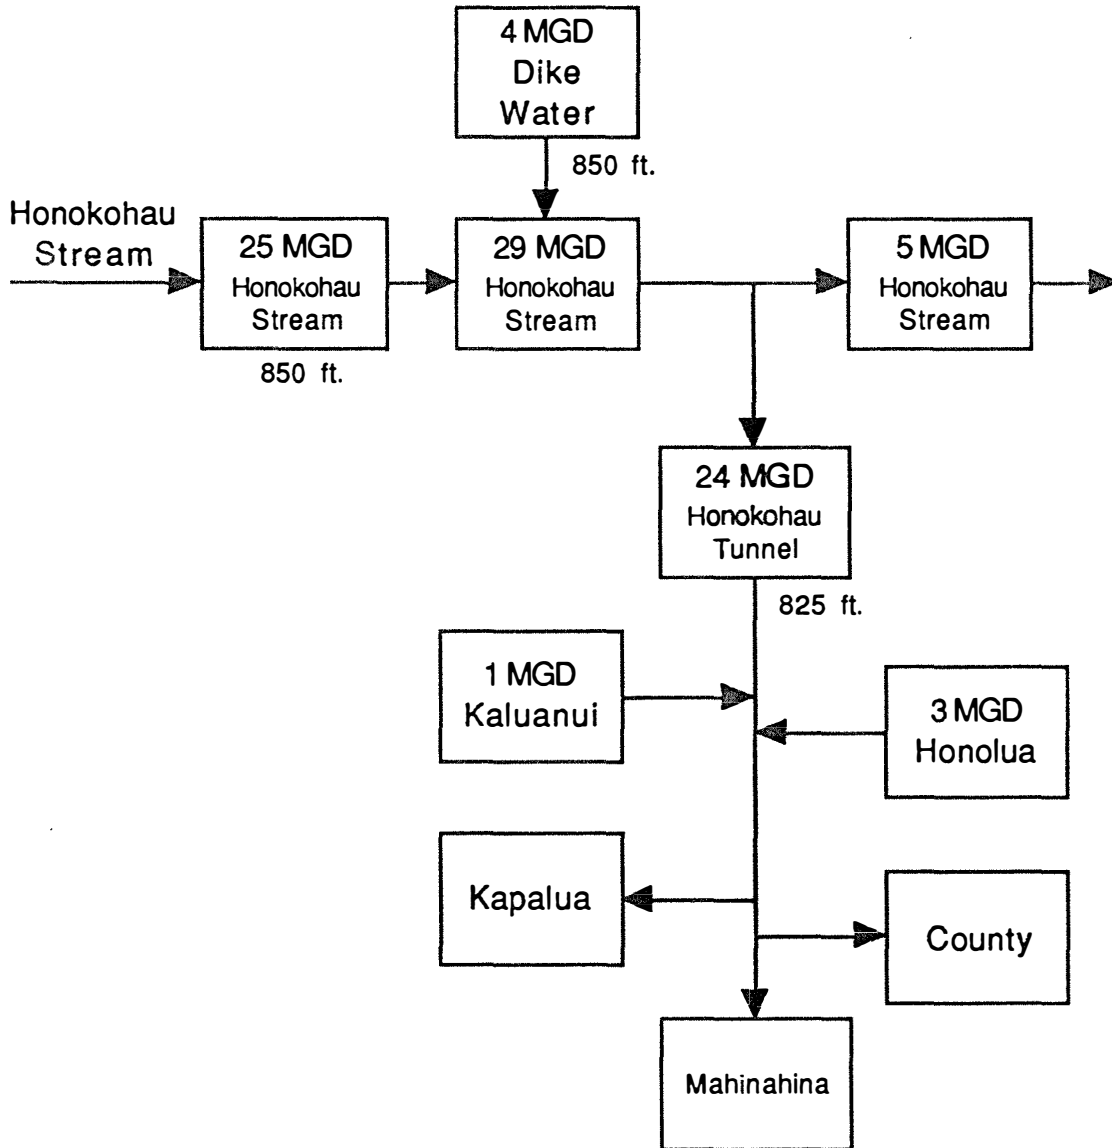 4 MGD
Dike
Water
850 ft.
Honokohau
Stream
25 MGD
Honokohau
Stream
850 ft.
29 MGD
Honokohau
Stream
5 MGD
Honokohau
Stream
24 MGD
Honokohau
Tunnel
825 ft.
1 MGD
Kaluanui
3 MGD
Honolua
Kapalua
County
Mahinahina